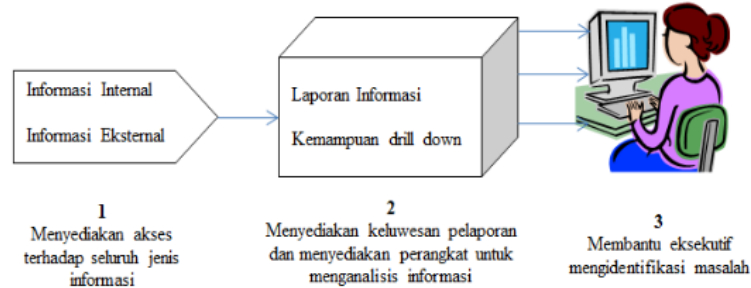 Informasi Internal
Informasi Eksternal
Laporan Informasi
Kemampuan drill down
1
Menyediakan akses
terhadap seluruh jenis
informasi
2
Menyediakan keluwesan pelaporan
dan menyediakan perangkat untuk
menganalisis informasi
3
Membantu eksekutif
mengidentifikasi masalah